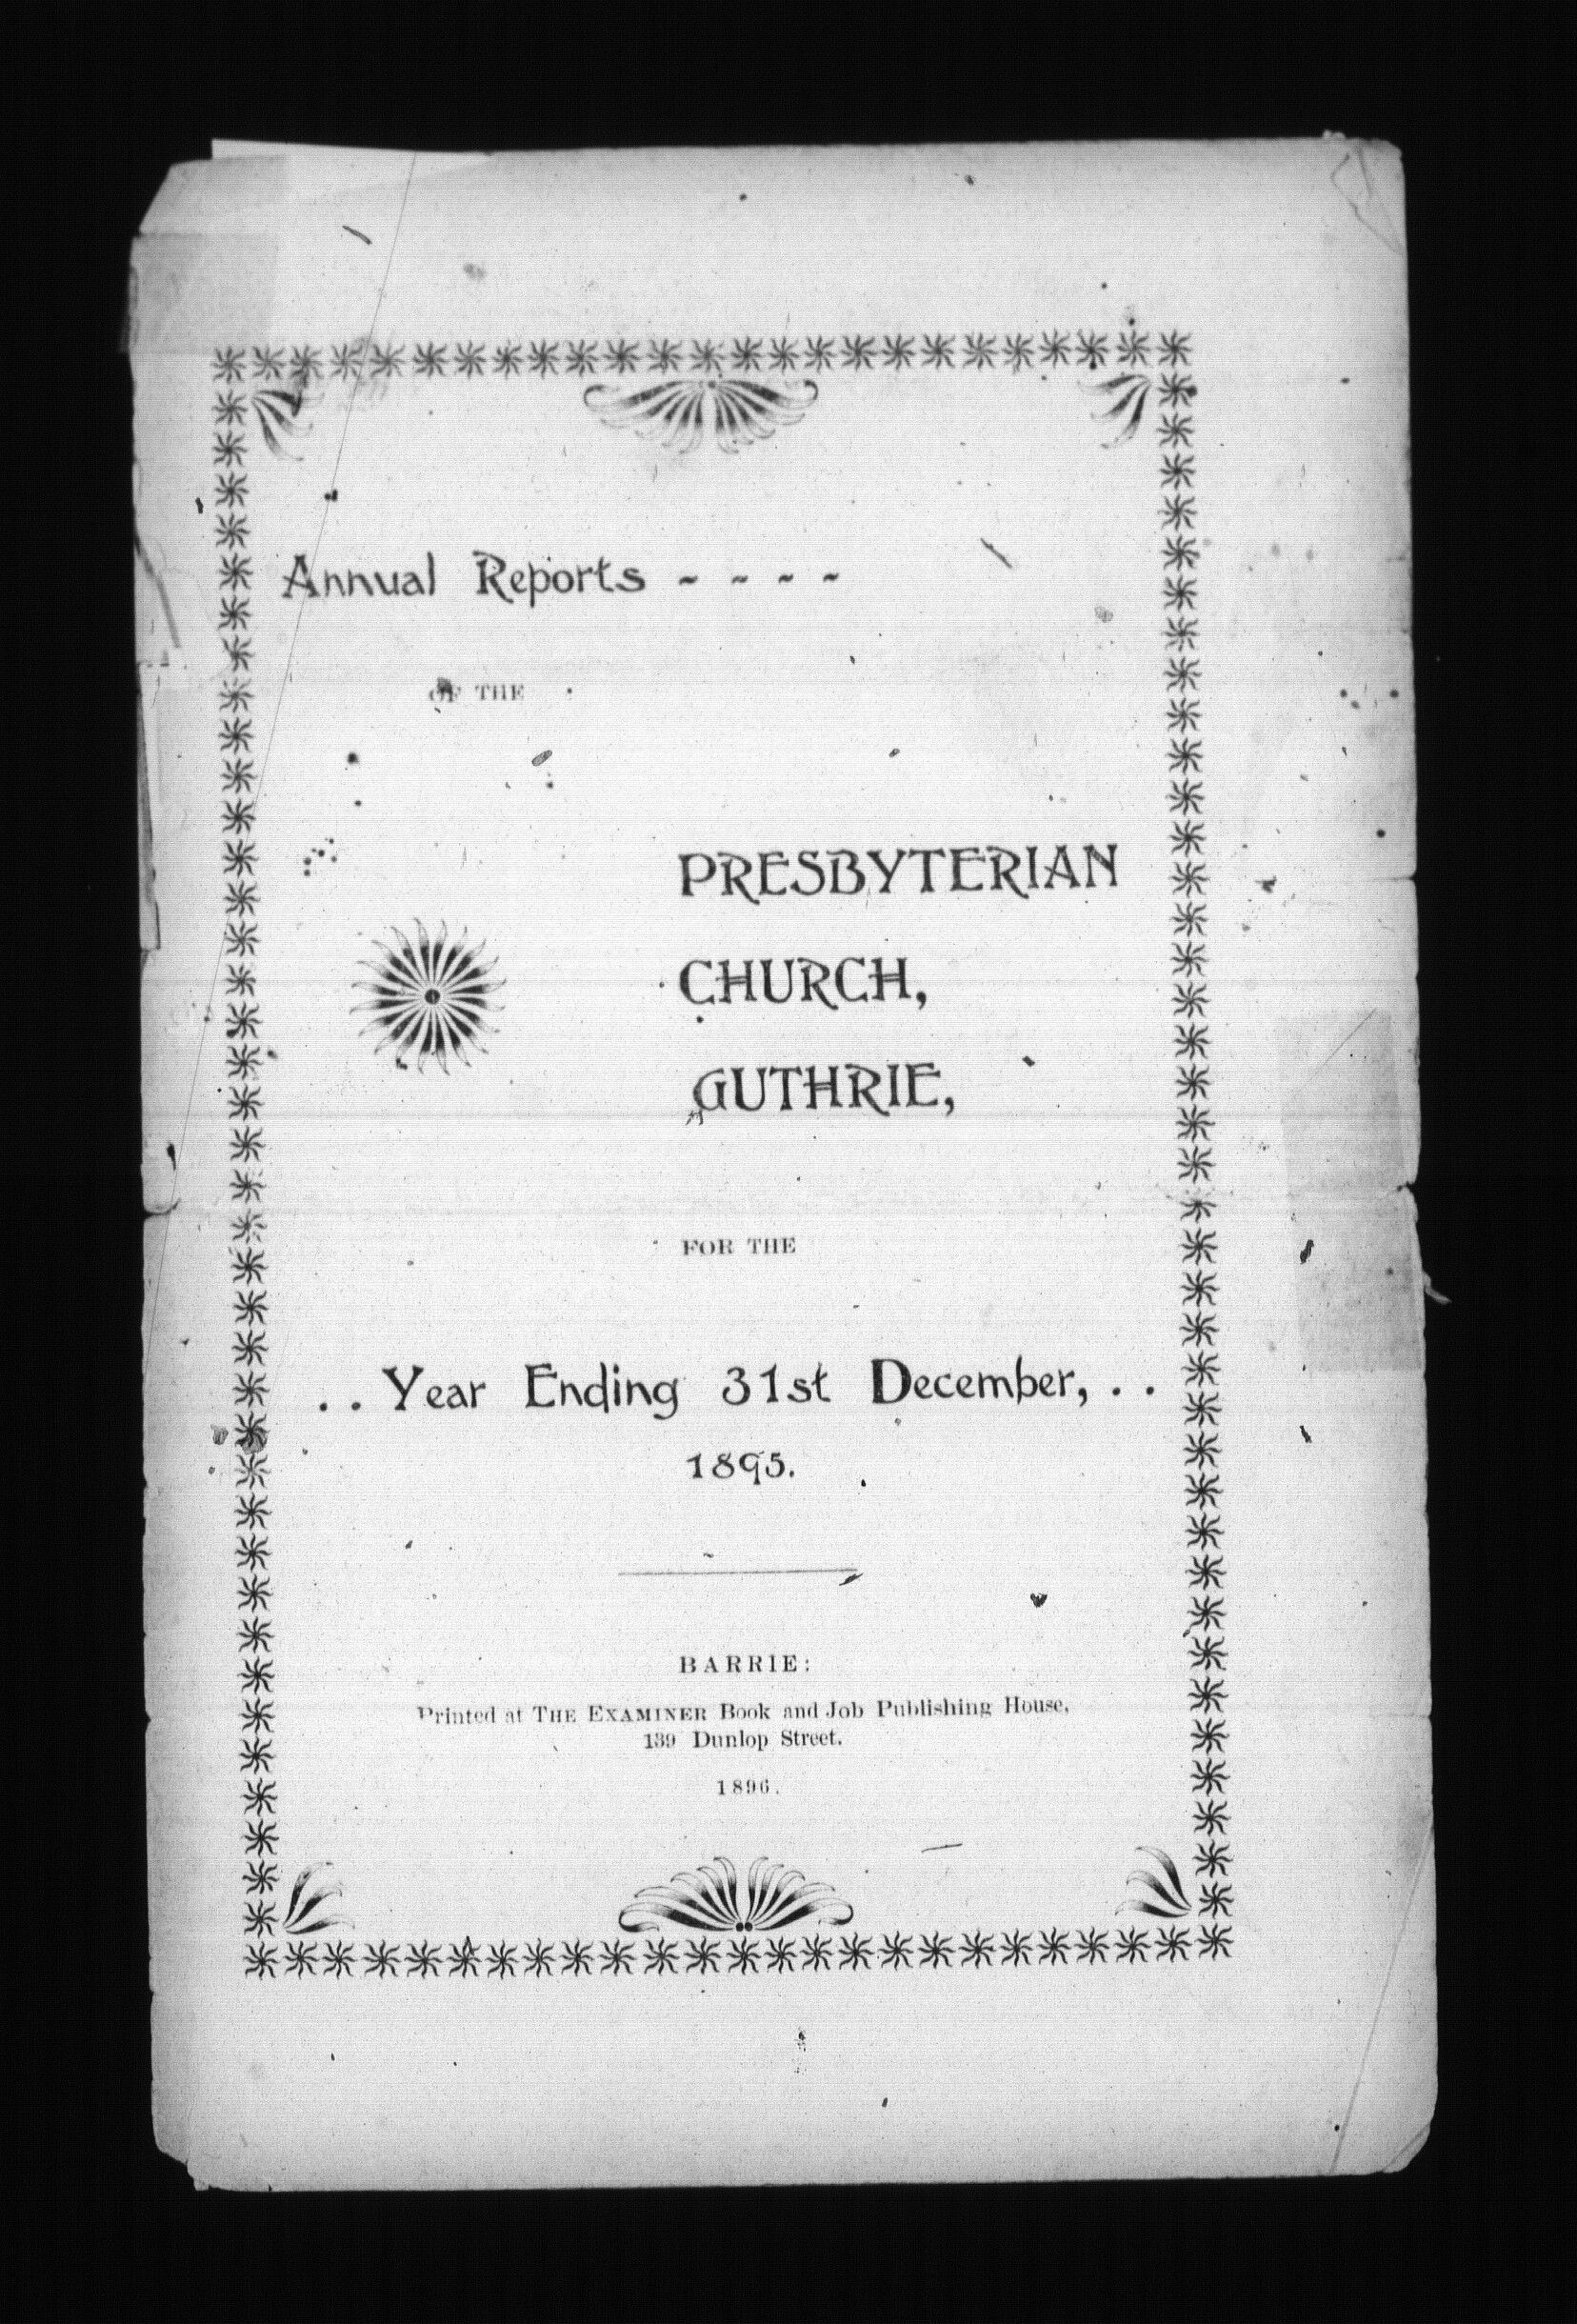 Annual Reports - - - -
OF THE
PRESBYTERIAN
CHURCH,
GUTHRIE,
FOR THE
. . Year Ending 31st December, . .
1895.
BARRIE:
Printed at THE EXAMINER Book and Job Publishing House,
139 Dunlop Street.
1896.